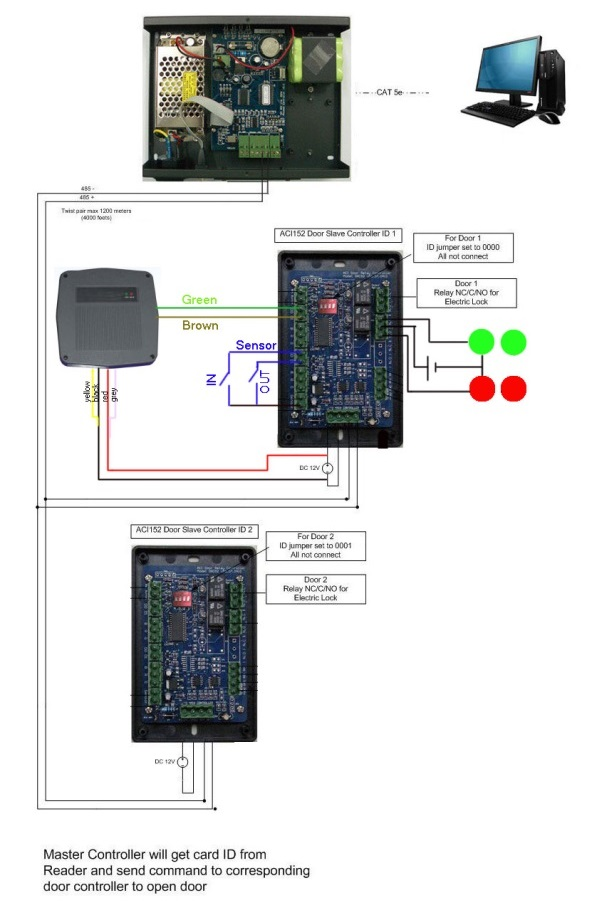 CAT 5e
485 -
485 +
Twist pair max 1200 meters
(4000 feets)
ACI152 Door Slave Controller ID 1
For Door 1
ID jumper set to 0000
All not connect
Door 1
Relay NC/C/NO for
Electric Lock
Green
Brown
Sensor
IN
OUT
yellow
black
red
grey
DC 12V
ACI152 Door Slave Controller ID 2
For Door 2
ID jumper set to 0001
All not connect
Door 2
Relay NC/C/NO for
Electric Lock
DC 12V
Master Controller will get card ID from
Reader and send command to corresponding
door controller to open door